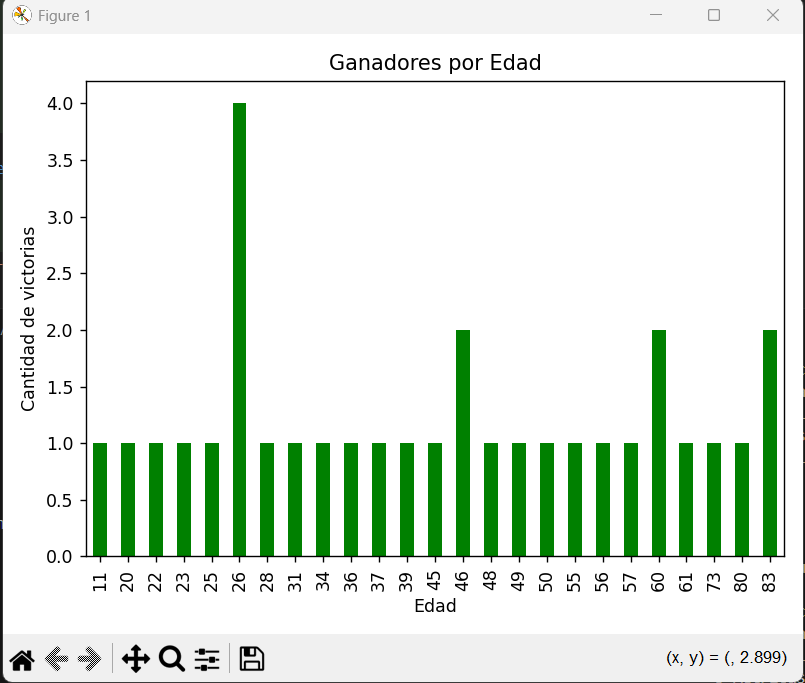 Figure 1
Ganadores por Edad
4.0
3.5
3.0
2.5
2.0
1.5
1.0
0.5
0.0
Cantidad de victorias
11 20 22 23 25 26 28 31 34 36 37 39 45 46 48 49 50 55 56 57 60 61 73 80 83
Edad
(x, y) = (, 2.899)